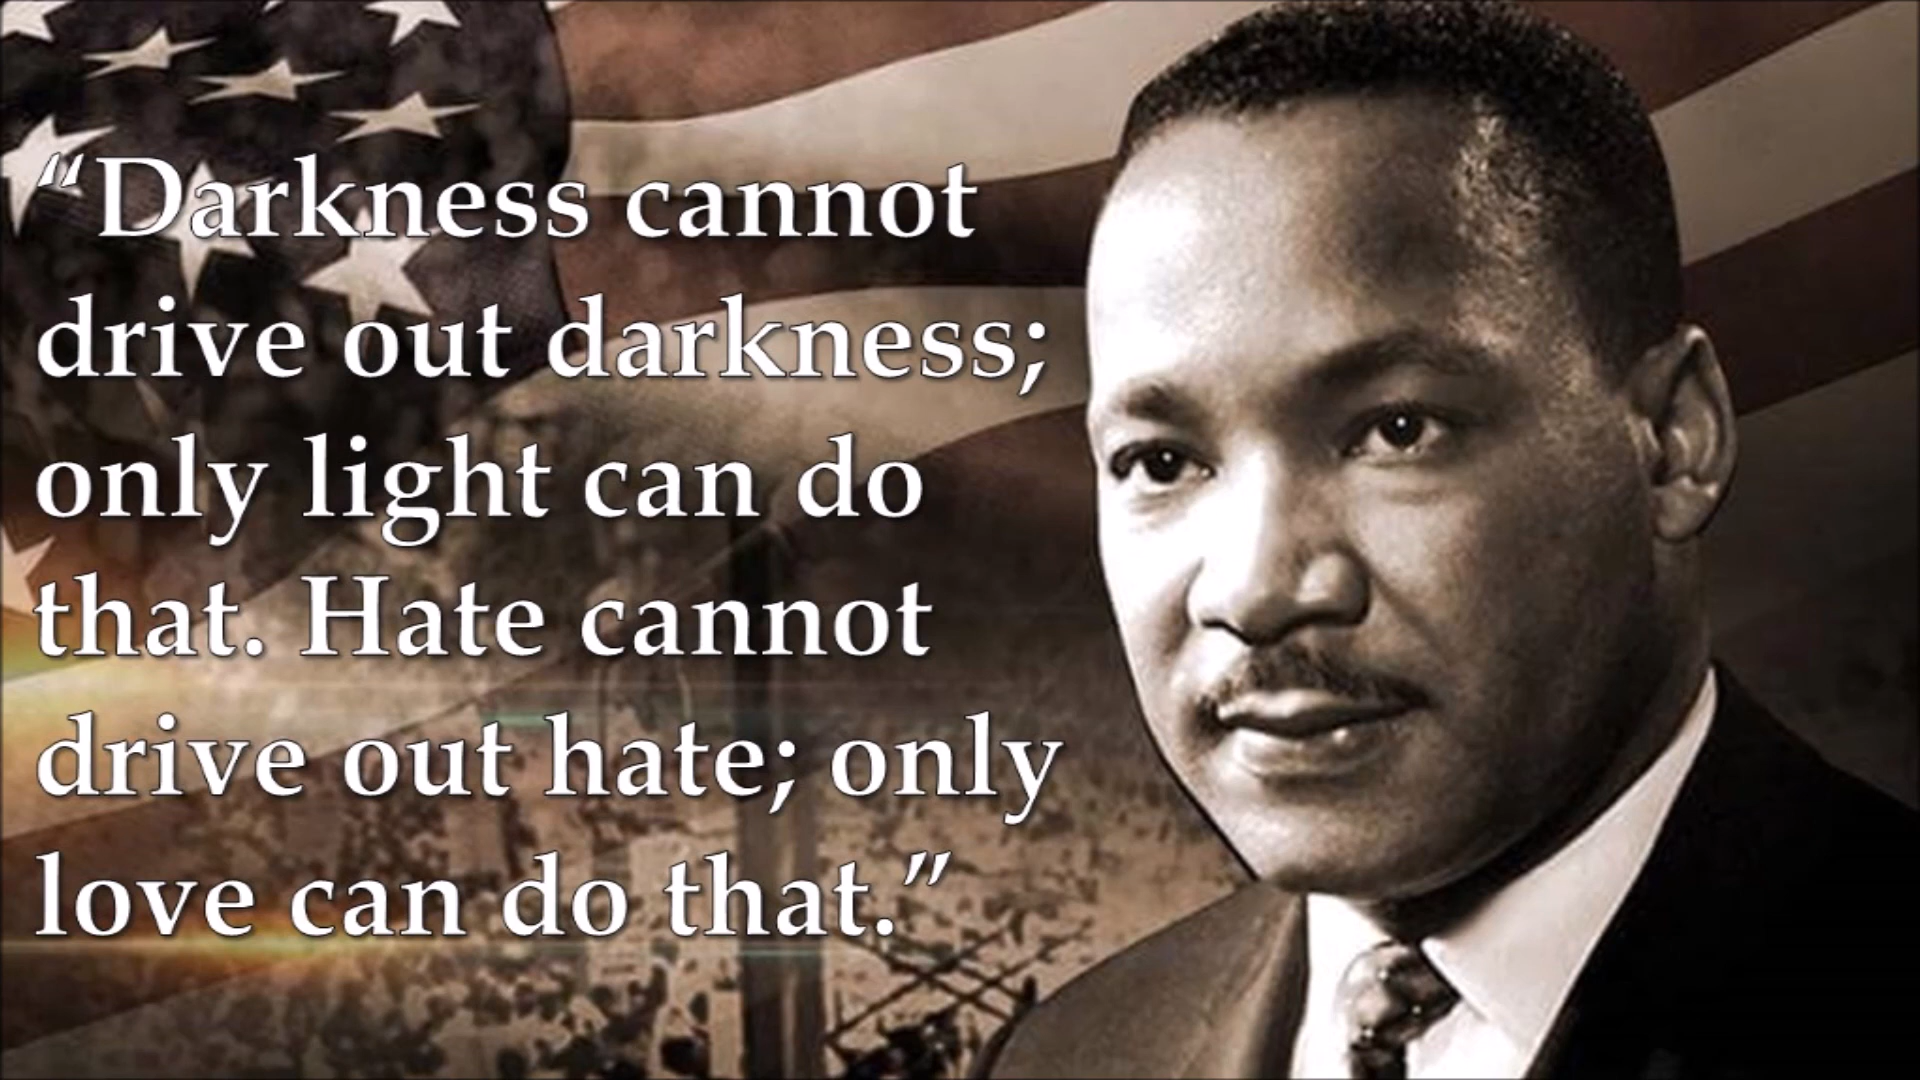 “Darkness cannot
drive out darkness;
only light can do
that. Hate cannot
drive out hate; only
love can do that.”